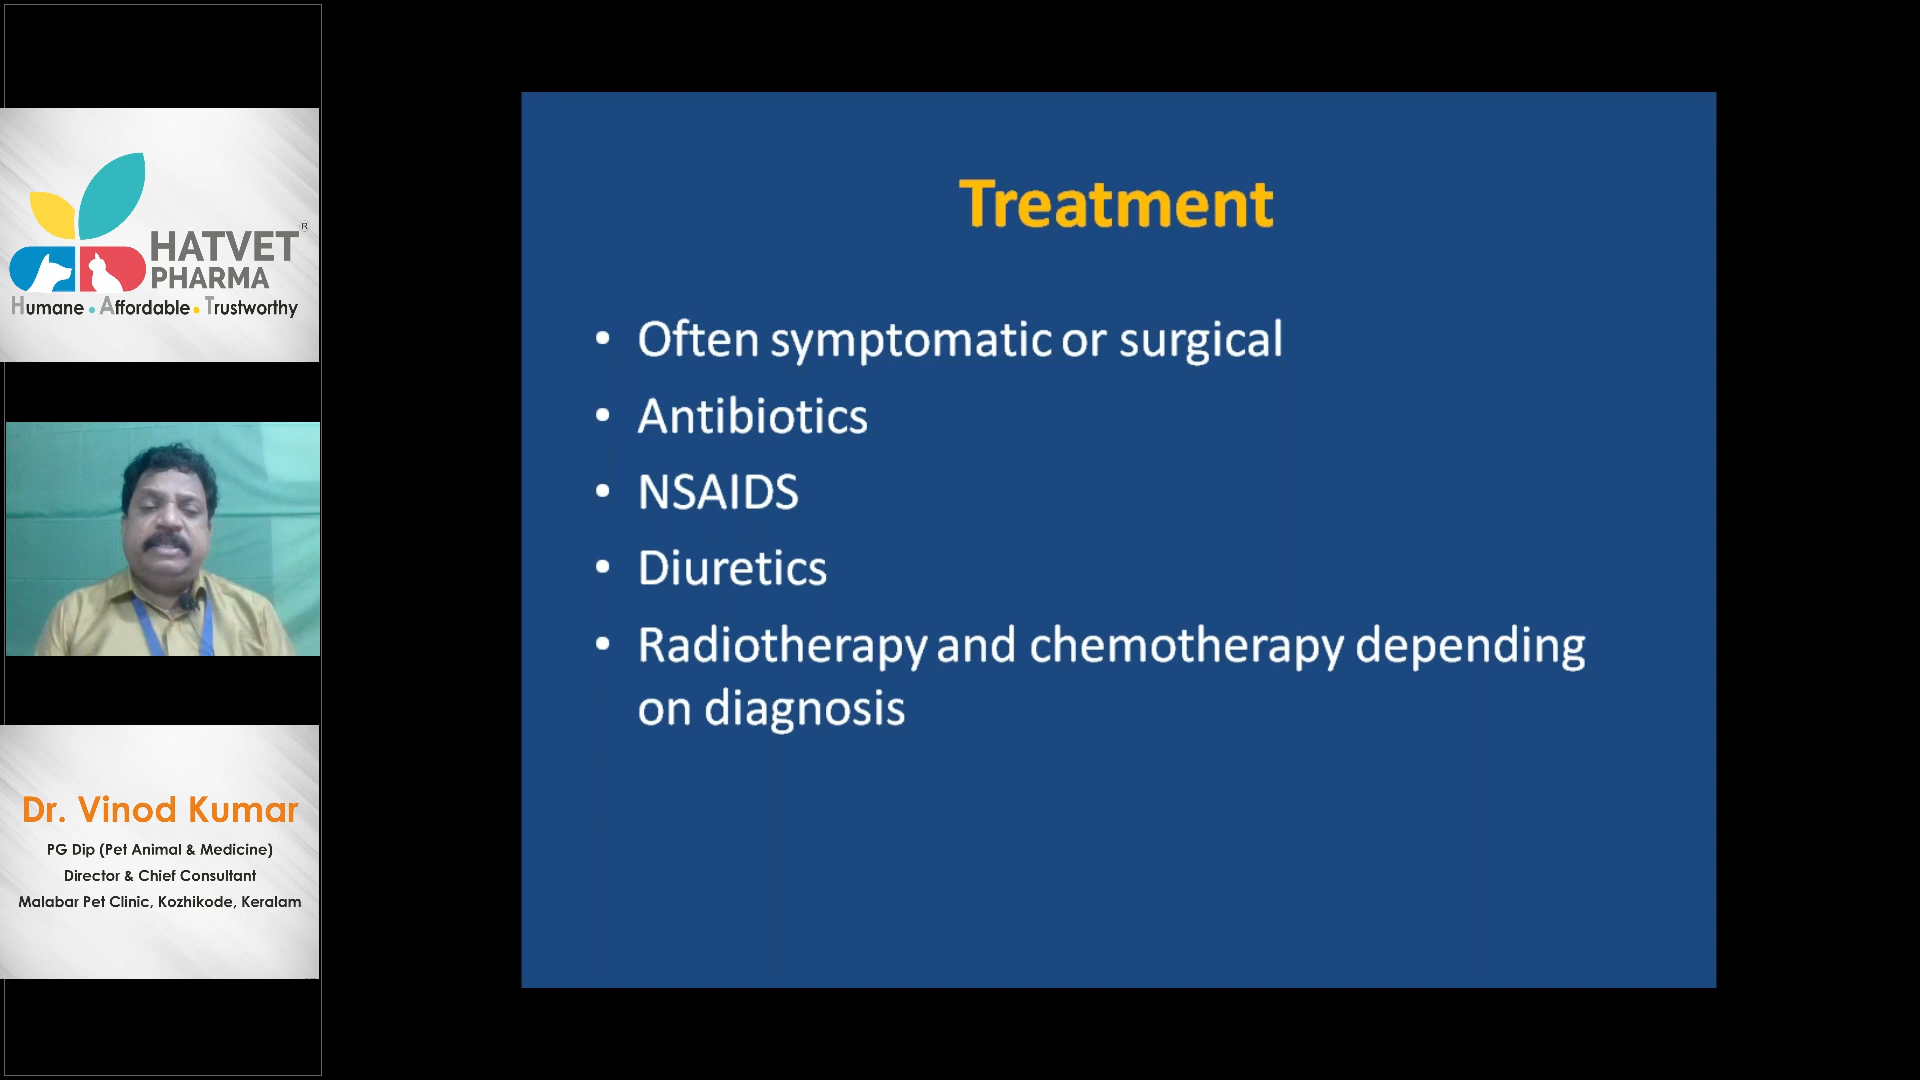 HATVET®
PHARMA
Humane • Affordable • Trustworthy
Dr. Vinod Kumar
PG Dip (Pet Animal & Medicine)
Director & Chief Consultant
Malabar Pet Clinic, Kozhikode, Keralam
Treatment
• Often symptomatic or surgical
• Antibiotics
• NSAIDS
• Diuretics
• Radiotherapy and chemotherapy depending
on diagnosis